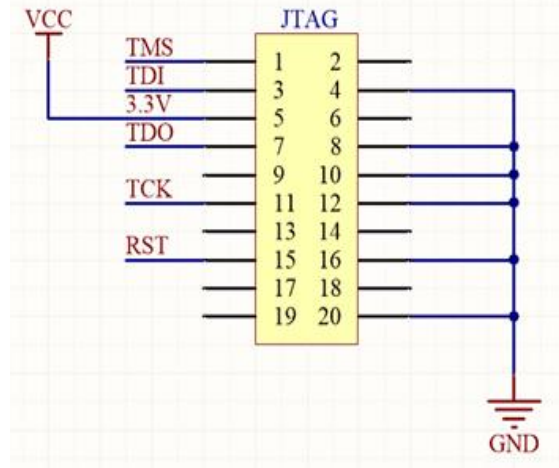 VCC
JTAG
TMS 1 2
TDI 3 4
3.3V 5 6
TDO 7 8
9 10
TCK 11 12
13 14
RST 15 16
17 18
19 20
GND